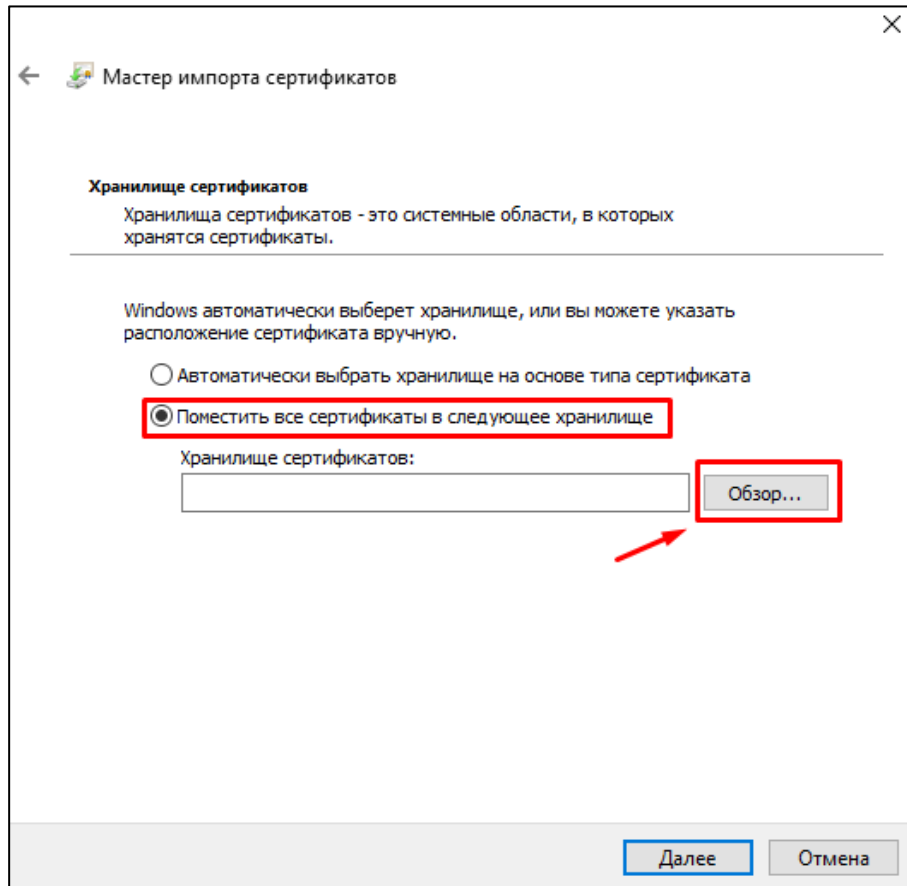 Мастер импорта сертификатов
Хранилище сертификатов
Хранилища сертификатов - это системные области, в которых
хранятся сертификаты.
Windows автоматически выберет хранилище, или вы можете указать
расположение сертификата вручную.
Автоматически выбрать хранилище на основе типа сертификата
Поместить все сертификаты в следующее хранилище
Хранилище сертификатов:
Обзор...
Далее
Отмена